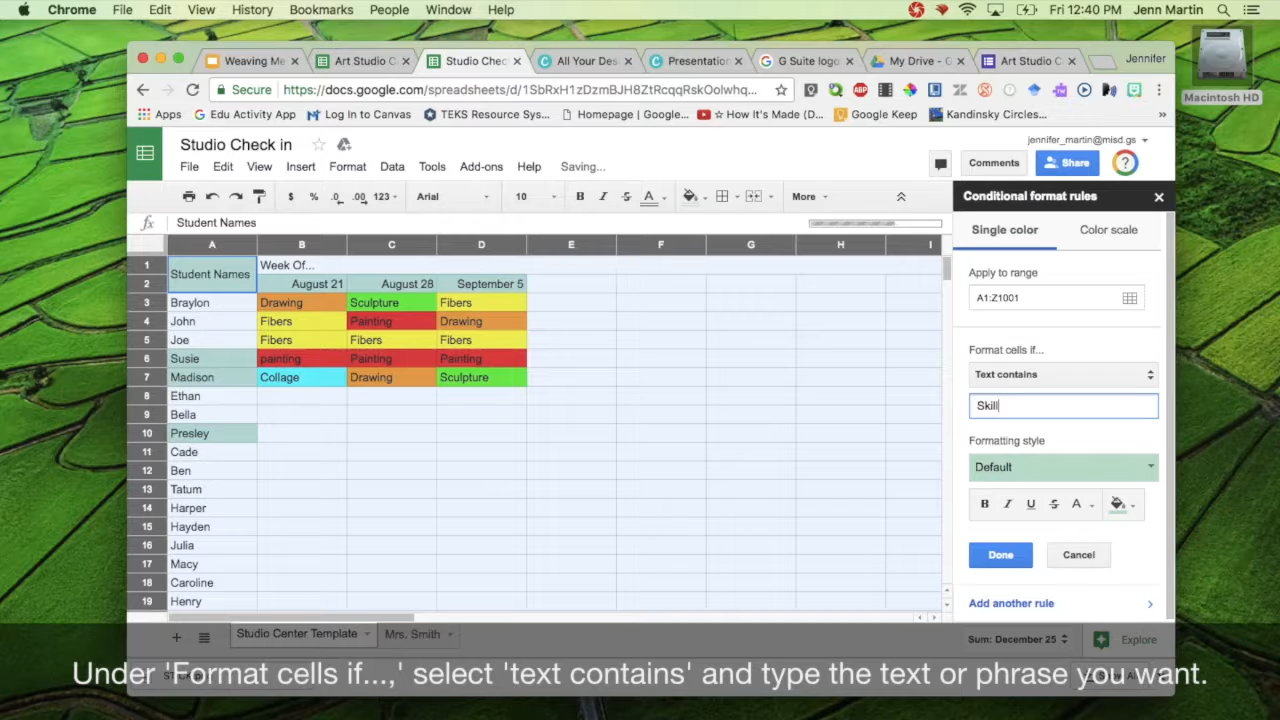 Chrome File Edit View History Bookmarks People Window Help Fri 12:40 PM Jenn Martin
Weaving Me Art Studio C Studio Chec All Your Des Presentation G Suite logo My Drive - G Art Studio C Jennifer
Secure https://docs.google.com/spreadsheets/d/1SbRxH1zDzmBJH8ZtRcqqRskOolwhq...
Macintosh HD
Apps Edu Activity App Log In to Canvas TEKS Resource Sys... Homepage | Google... ☆ How It's Made (D... Google Keep Kandinsky Circles... »
Studio Check in
jennifer_martin@misd.gs
File Edit View Insert Format Data Tools Add-ons Help Saving...
Comments Share
$ % .0 .00 123 Arial 10 B I S A More
Conditional format rules
fx Student Names
Single color Color scale
A B C D E F G H I
1 Student Names Week Of...
2 August 21 August 28 September 5
3 Braylon Drawing Sculpture Fibers
4 John Fibers Painting Drawing
5 Joe Fibers Fibers Fibers
6 Susie painting Painting Painting
7 Madison Collage Drawing Sculpture
8 Ethan
9 Bella
10 Presley
11 Cade
12 Ben
13 Tatum
14 Harper
15 Hayden
16 Julia
17 Macy
18 Caroline
19 Henry
Apply to range
A1:Z1001
Format cells if...
Text contains
Skill
Formatting style
Default
B I U S A
Done Cancel
Add another rule
Studio Center Template Mrs. Smith Sum: December 25 Explore
Under 'Format cells if...,' select 'text contains' and type the text or phrase you want.